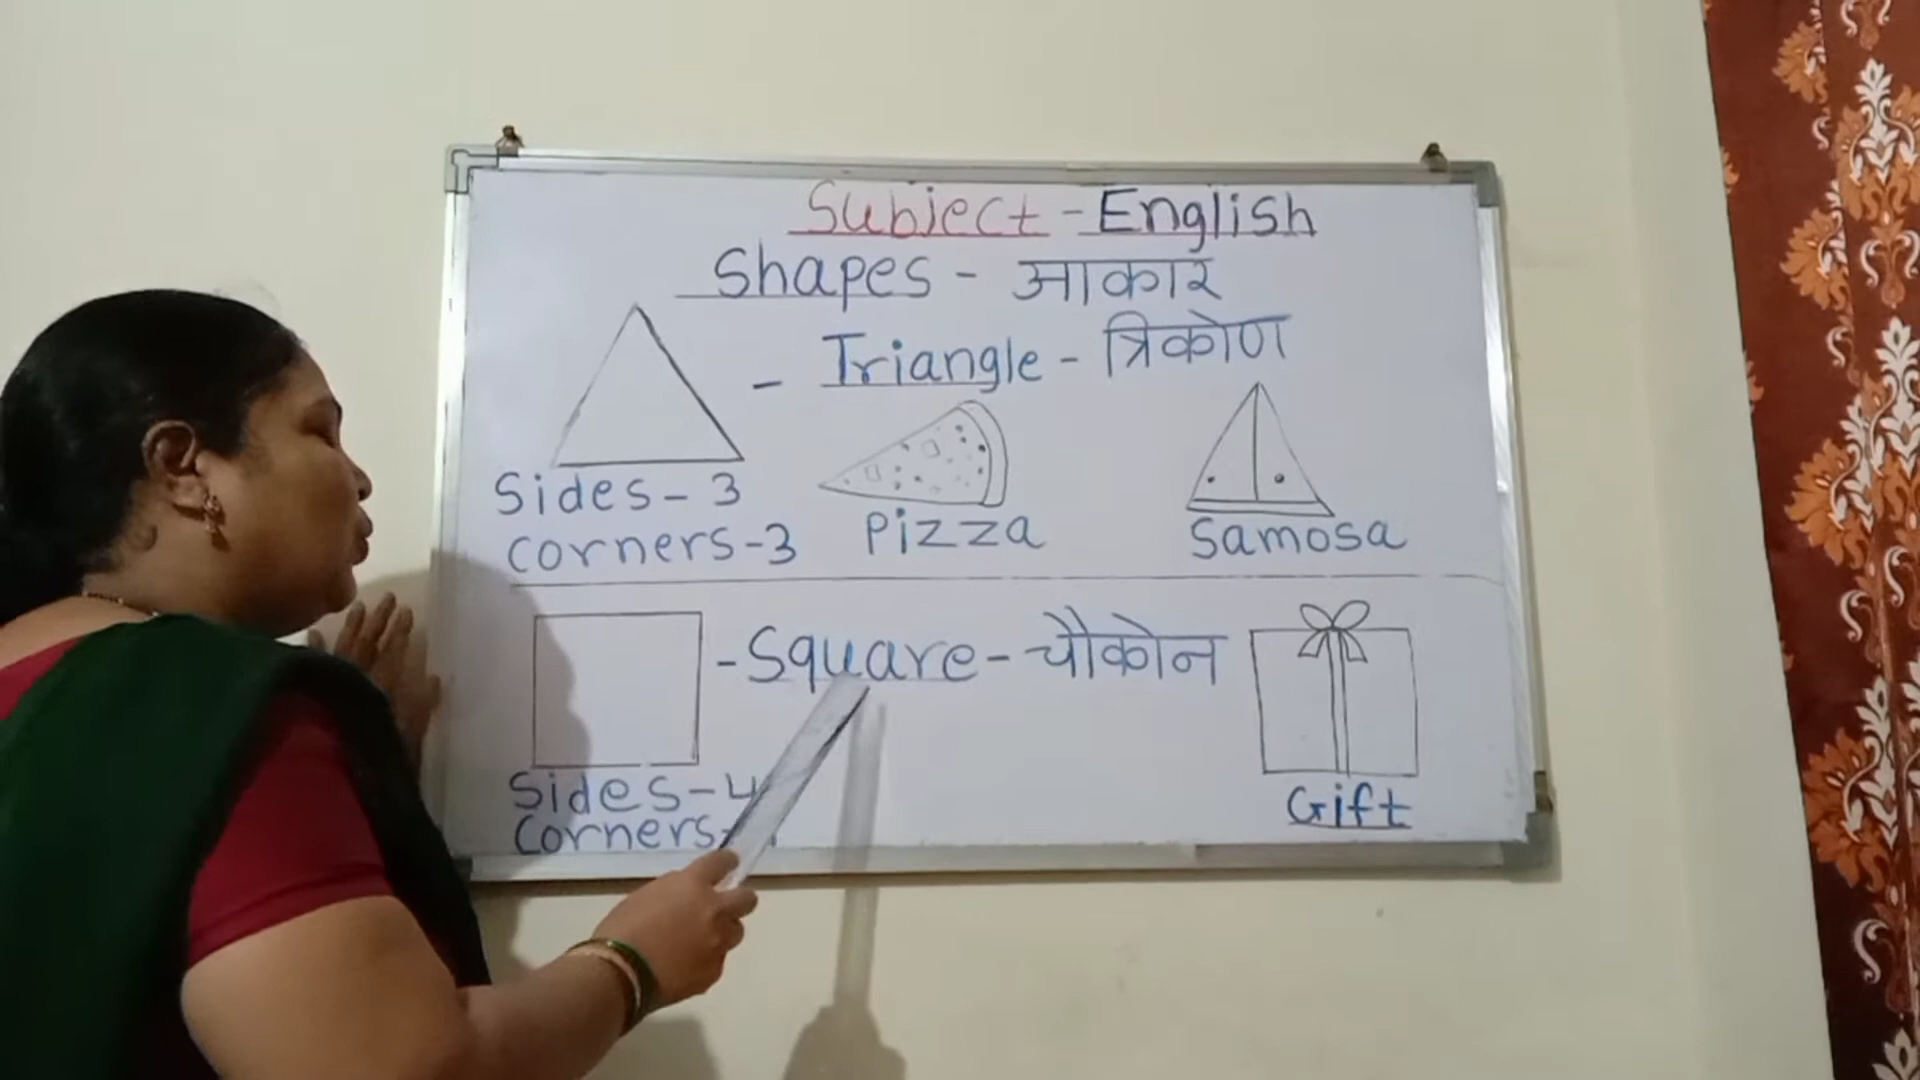 Subject - English
Shapes - आकार
- Triangle - त्रिकोण
Sides - 3
corners - 3
Pizza
Samosa
- Square - चौकोन
Sides - 4
Corners -
Gift